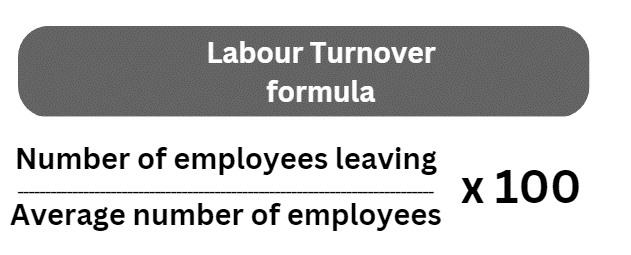 Labour Turnover
formula
Number of employees leaving
x 100
Average number of employees